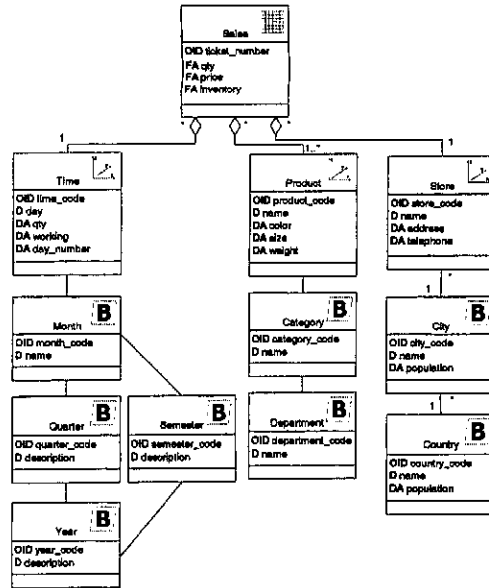 Sales
OID ticket_number
FA qty
FA price
FA inventory
* * *
1 1..* 1
Time
OID time_code
D day
DA qty
DA working
DA day_number
Product
OID product_code
D name
DA color
DA size
DA weight
Store
OID store_code
D name
DA address
DA telephone
*
1
B
Month
OID month_code
D name
B
Category
OID category_code
D name
B
City
OID city_code
D name
DA population
*
1
B
Quarter
OID quarter_code
D description
B
Semester
OID semester_code
D description
B
Department
OID department_code
D name
B
Country
OID country_code
D name
DA population
B
Year
OID year_code
D description